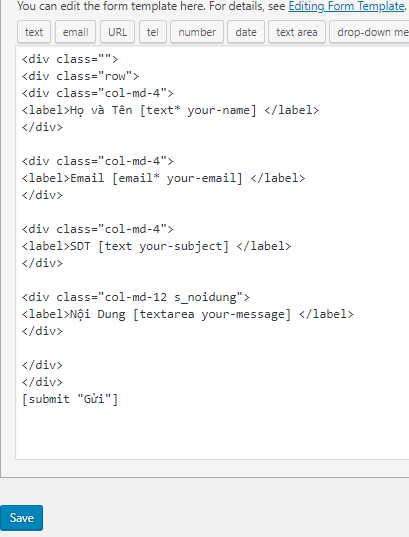 You can edit the form template here. For details, see Editing Form Template.
text email URL tel number date text area drop-down me
<div class="">
<div class="row">
<div class="col-md-4">
<label>Họ và Tên [text* your-name] </label>
</div>
<div class="col-md-4">
<label>Email [email* your-email] </label>
</div>
<div class="col-md-4">
<label>SDT [text your-subject] </label>
</div>
<div class="col-md-12 s_noidung">
<label>Nội Dung [textarea your-message] </label>
</div>
</div>
</div>
[submit "Gửi"]
Save